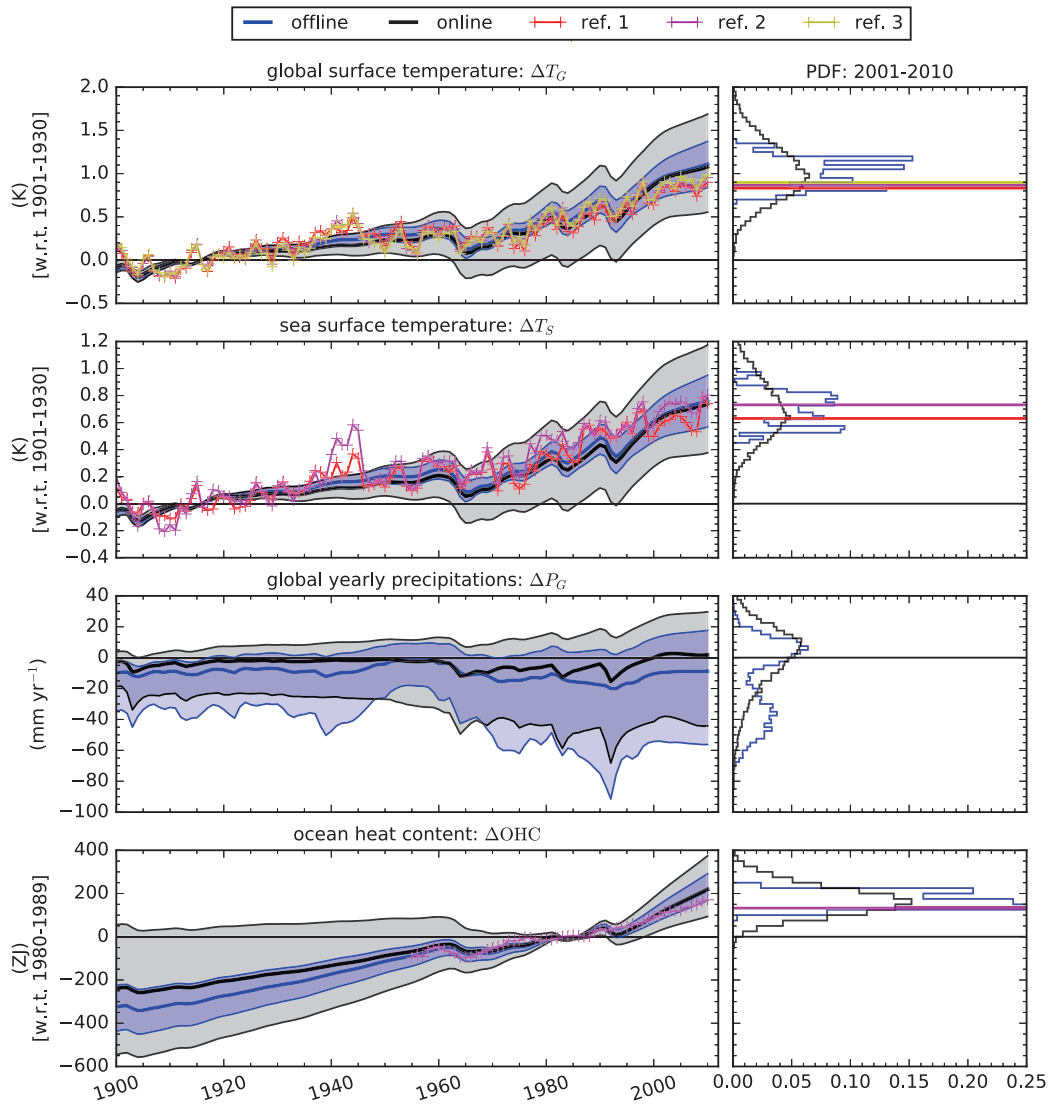 offline online ref. 1 ref. 2 ref. 3
global surface temperature: ΔT_G
PDF: 2001-2010
(K)
[w.r.t. 1901-1930]
2.0
1.5
1.0
0.5
0.0
−0.5
sea surface temperature: ΔT_S
(K)
[w.r.t. 1901-1930]
1.2
1.0
0.8
0.6
0.4
0.2
0.0
−0.2
−0.4
global yearly precipitations: ΔP_G
(mm yr⁻¹)
40
20
0
−20
−40
−60
−80
−100
ocean heat content: ΔOHC
(ZJ)
[w.r.t. 1980-1989]
400
200
0
−200
−400
−600
1900 1920 1940 1960 1980 2000
0.00 0.05 0.10 0.15 0.20 0.25